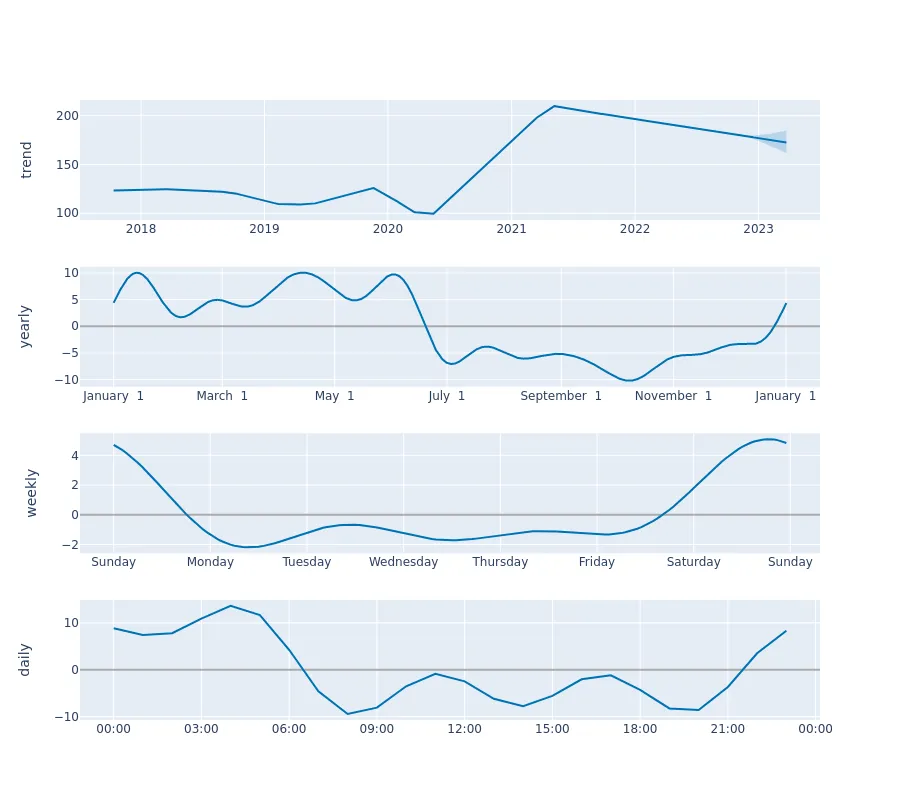 trend
200
150
100
2018 2019 2020 2021 2022 2023
yearly
10
5
0
−5
−10
January 1 March 1 May 1 July 1 September 1 November 1 January 1
weekly
4
2
0
−2
Sunday Monday Tuesday Wednesday Thursday Friday Saturday Sunday
daily
10
0
−10
00:00 03:00 06:00 09:00 12:00 15:00 18:00 21:00 00:00